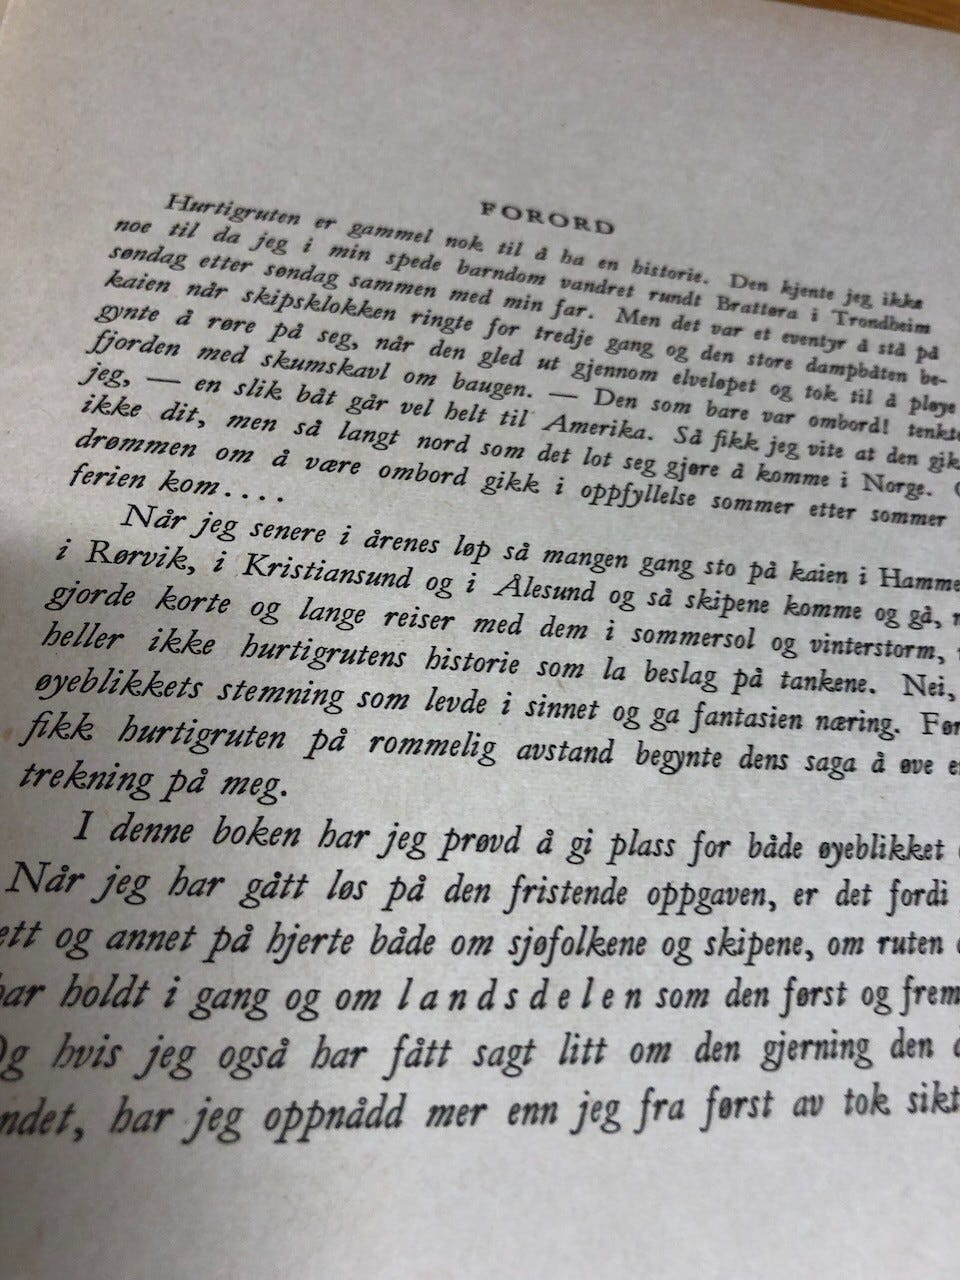 FORORD
Hurtigruten er gammel nok til å ha en historie. Den kjente jeg ikke
noe til da jeg i min spede barndom vandret rundt Brattøra i Trondheim
søndag etter søndag sammen med min far. Men det var et eventyr å stå på
kaien når skipsklokken ringte for tredje gang og den store dampbåten be-
gynte å røre på seg, når den gled ut gjennom elveløpet og tok til å pløye
fjorden med skumskavl om baugen. — Den som bare var ombord! tenkte
jeg, — en slik båt går vel helt til Amerika. Så fikk jeg vite at den gik
ikke dit, men så langt nord som det lot seg gjøre å komme i Norge.
drømmen om å være ombord gikk i oppfyllelse sommer etter sommer
ferien kom....
Når jeg senere i årenes løp så mangen gang sto på kaien i Hamme
i Rørvik, i Kristiansund og i Ålesund og så skipene komme og gå,
gjorde korte og lange reiser med dem i sommersol og vinterstorm,
heller ikke hurtigrutens historie som la beslag på tankene. Nei,
øyeblikkets stemning som levde i sinnet og ga fantasien næring. Før
fikk hurtigruten på rommelig avstand begynte dens saga å øve e
trekning på meg.
I denne boken har jeg prøvd å gi plass for både øyeblikket
Når jeg har gått løs på den fristende oppgaven, er det fordi
ett og annet på hjerte både om sjøfolkene og skipene, om ruten
har holdt i gang og om landsdelen som den først og frem
Og hvis jeg også har fått sagt litt om den gjerning den
ndet, har jeg oppnådd mer enn jeg fra først av tok sikt